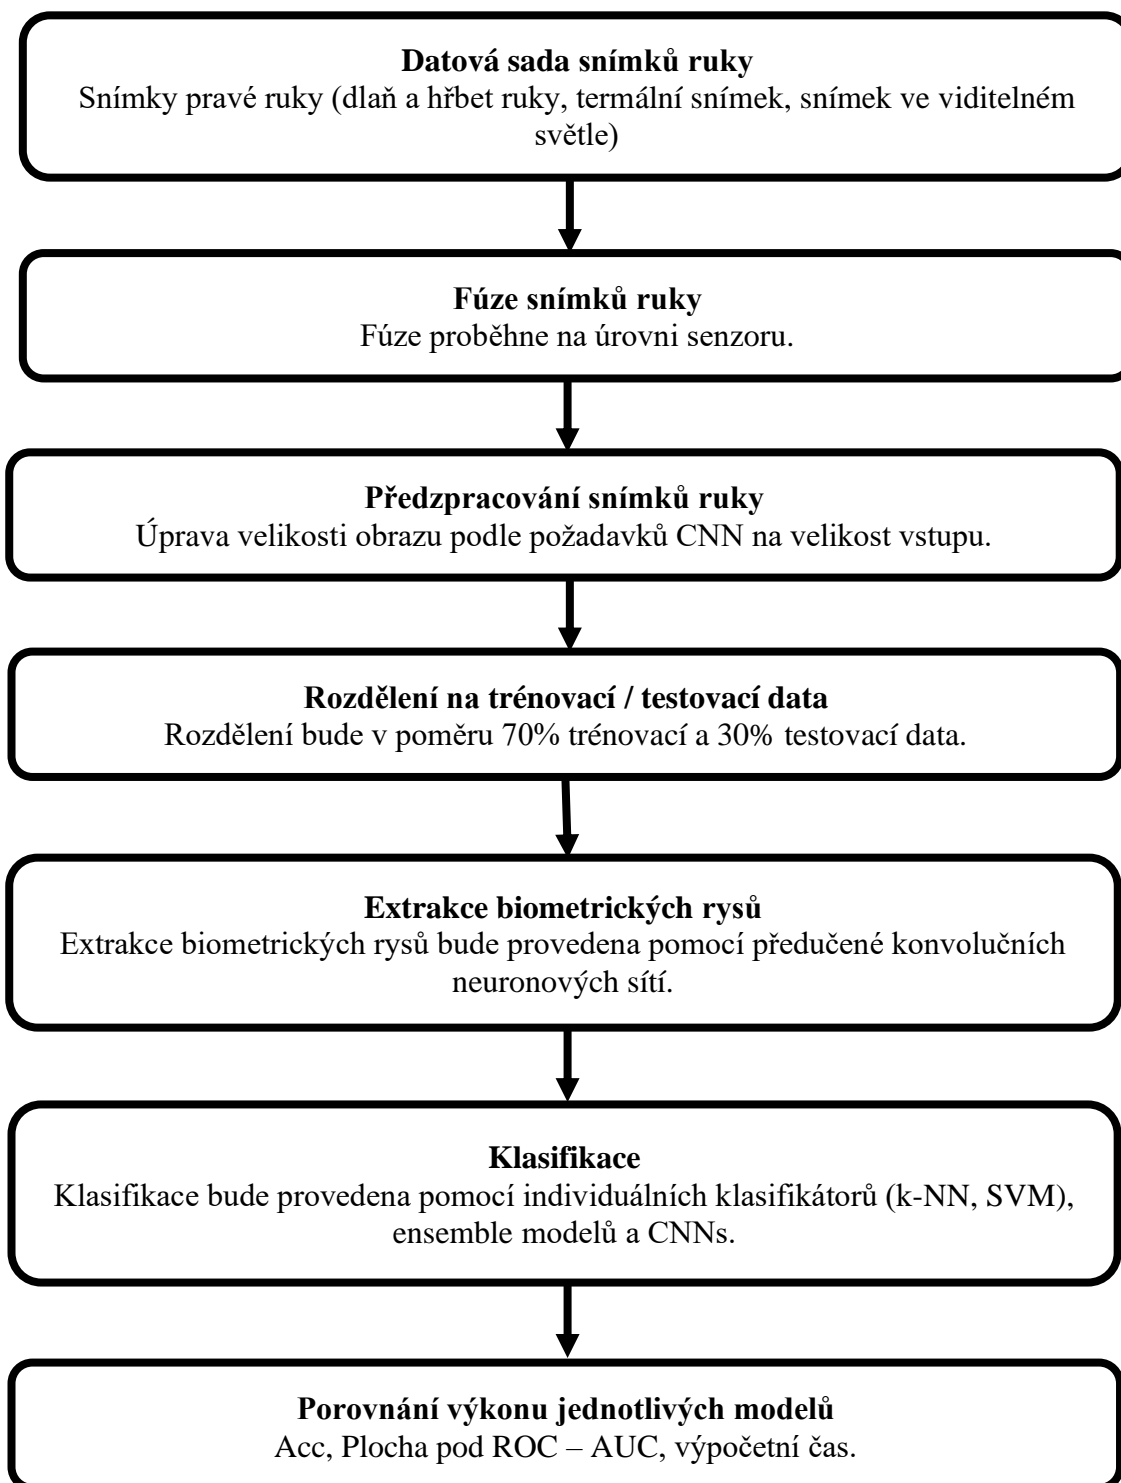 Datová sada snímků ruky
Snímky pravé ruky (dlaň a hřbet ruky, termální snímek, snímek ve viditelném
světle)
Fúze snímků ruky
Fúze proběhne na úrovni senzoru.
Předzpracování snímků ruky
Úprava velikosti obrazu podle požadavků CNN na velikost vstupu.
Rozdělení na trénovací / testovací data
Rozdělení bude v poměru 70% trénovací a 30% testovací data.
Extrakce biometrických rysů
Extrakce biometrických rysů bude provedena pomocí předučené konvolučních
neuronových sítí.
Klasifikace
Klasifikace bude provedena pomocí individuálních klasifikátorů (k-NN, SVM),
ensemble modelů a CNNs.
Porovnání výkonu jednotlivých modelů
Acc, Plocha pod ROC – AUC, výpočetní čas.